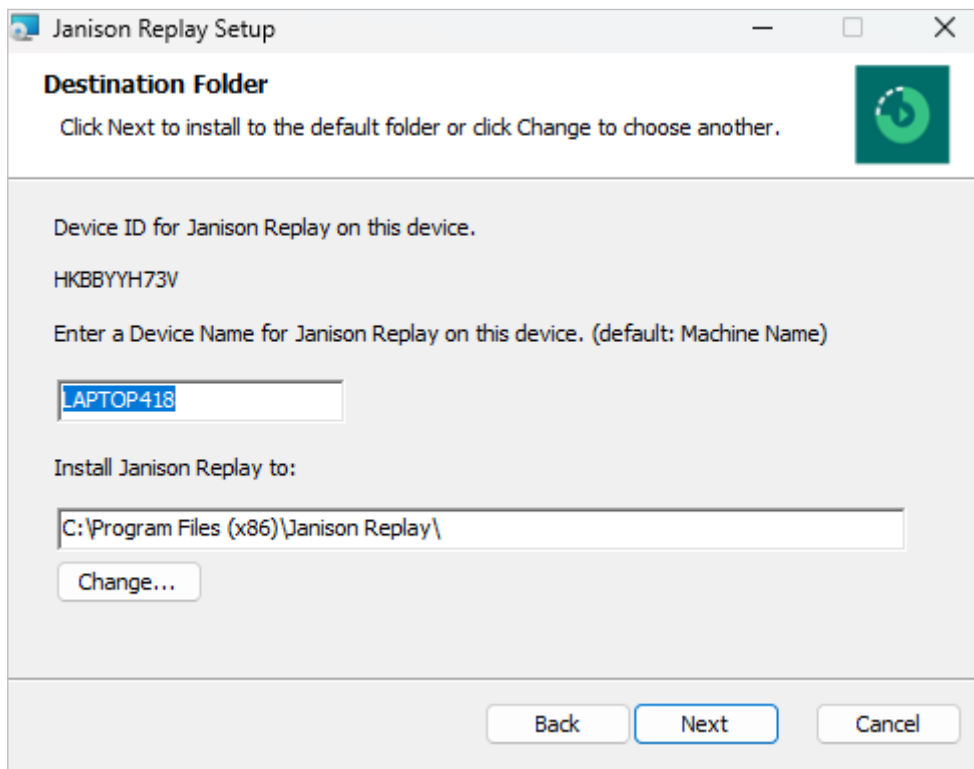 Janison Replay Setup
Destination Folder
Click Next to install to the default folder or click Change to choose another.
Device ID for Janison Replay on this device.
HKBBYYH73V
Enter a Device Name for Janison Replay on this device. (default: Machine Name)
LAPTOP418
Install Janison Replay to:
C:\Program Files (x86)\Janison Replay\
Change...
Back Next Cancel